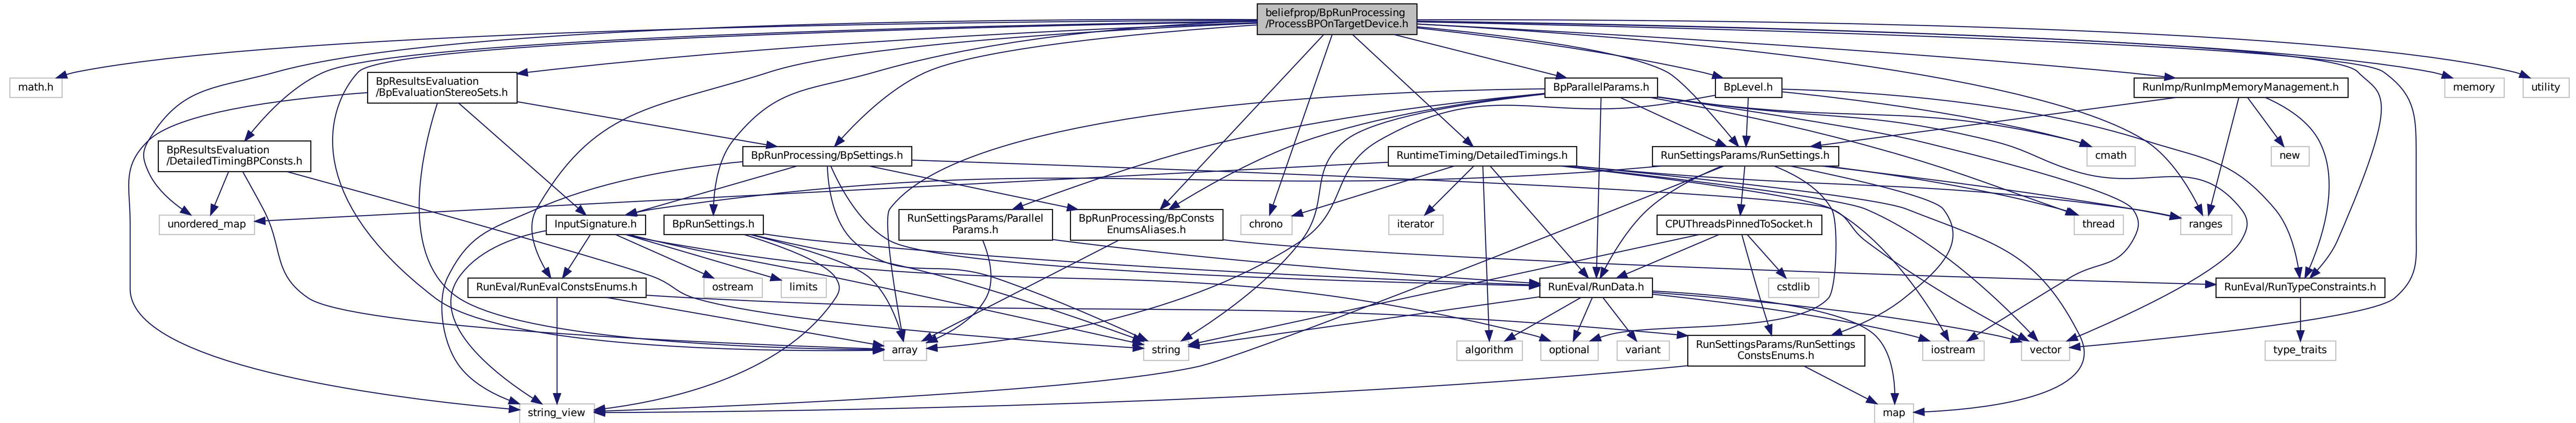 beliefprop/BpRunProcessing
/ProcessBPOnTargetDevice.h
math.h
BpResultsEvaluation
/BpEvaluationStereoSets.h
BpParallelParams.h
BpLevel.h
RunImp/RunImpMemoryManagement.h
memory
utility
BpResultsEvaluation
/DetailedTimingBPConsts.h
BpRunProcessing/BpSettings.h
RuntimeTiming/DetailedTimings.h
RunSettingsParams/RunSettings.h
cmath
new
unordered_map
InputSignature.h
BpRunSettings.h
RunSettingsParams/Parallel
Params.h
BpRunProcessing/BpConsts
EnumsAliases.h
chrono
iterator
CPUThreadsPinnedToSocket.h
thread
ranges
RunEval/RunEvalConstsEnums.h
ostream
limits
RunEval/RunData.h
cstdlib
RunEval/RunTypeConstraints.h
array
string
algorithm
optional
variant
RunSettingsParams/RunSettings
ConstsEnums.h
iostream
vector
type_traits
string_view
map